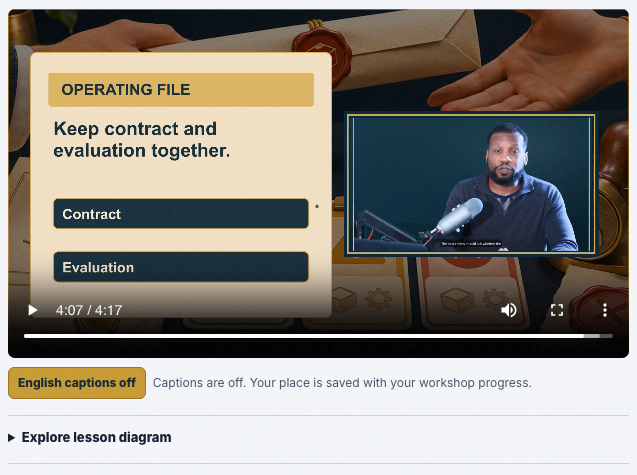 OPERATING FILE
Keep contract and
evaluation together.
Contract
Evaluation
4:07 / 4:17
English captions off
Captions are off. Your place is saved with your workshop progress.
Explore lesson diagram